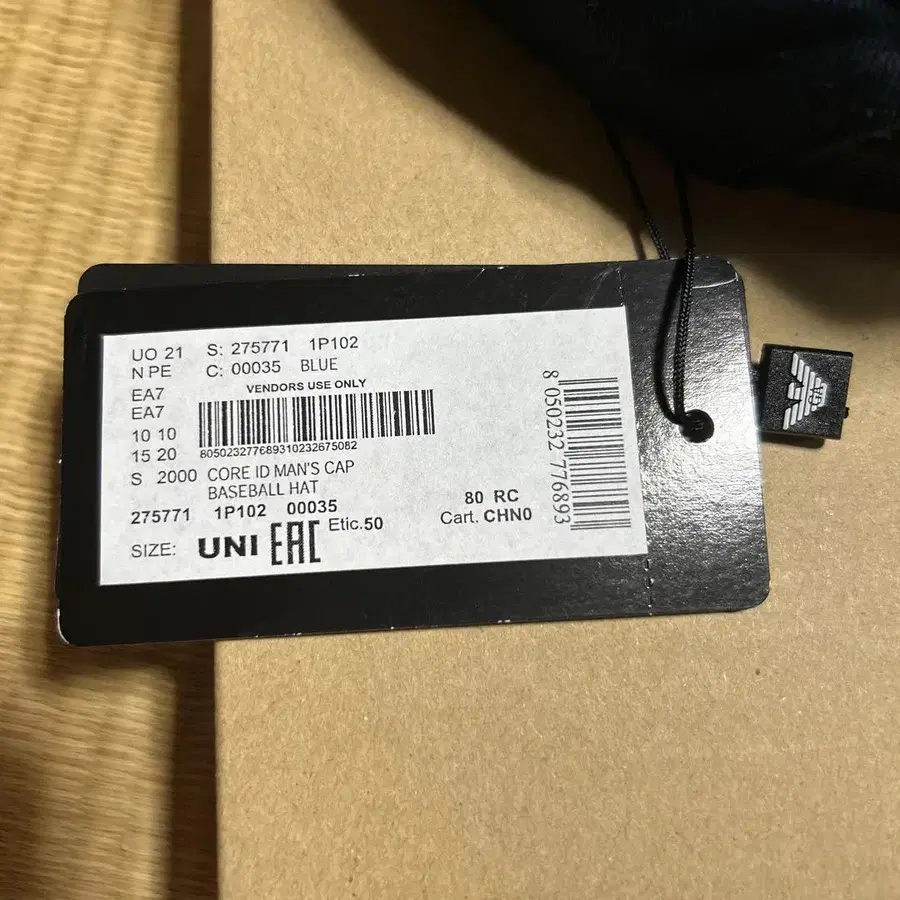 UO 21 S: 275771 1P102
N PE C: 00035 BLUE
EA7 VENDORS USE ONLY
EA7
10 10
15 20 805023277689310232675082
S 2000 CORE ID MAN'S CAP
BASEBALL HAT
275771 1P102 00035
Etic.50
SIZE: UNI EAC
80 RC
Cart. CHN0
8 050232 776893
GA